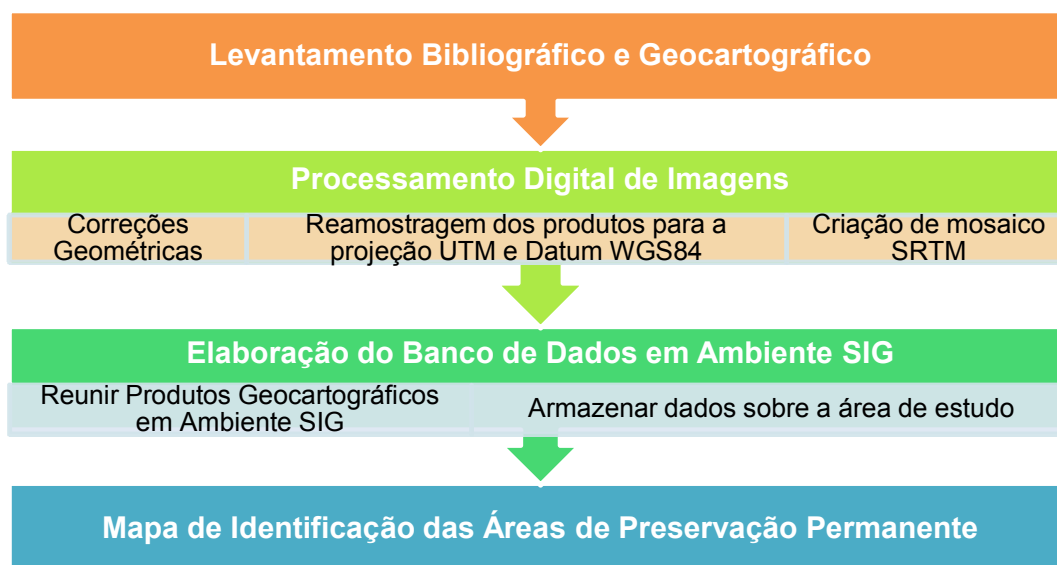 Levantamento Bibliográfico e Geocartográfico
Processamento Digital de Imagens
Correções
Geométricas
Reamostragem dos produtos para a
projeção UTM e Datum WGS84
Criação de mosaico
SRTM
Elaboração do Banco de Dados em Ambiente SIG
Reunir Produtos Geocartográficos
em Ambiente SIG
Armazenar dados sobre a área de estudo
Mapa de Identificação das Áreas de Preservação Permanente